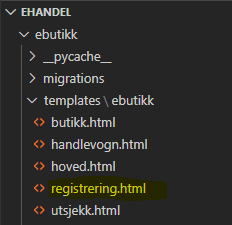 EHANDEL
ebutikk
__pycache__
migrations
templates \ ebutikk
butikk.html
handlevogn.html
hoved.html
registrering.html
utsjekk.html